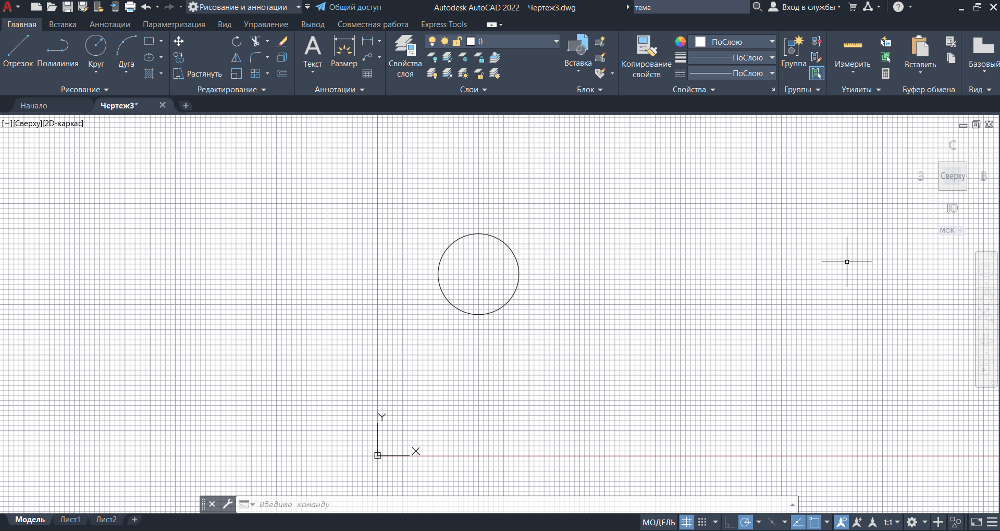 Рисование и аннотации
Общий доступ
Autodesk AutoCAD 2022 Чертеж3.dwg
тема
Вход в службы
Главная Вставка Аннотации Параметризация Вид Управление Вывод Совместная работа Express Tools
0
ПоСлою
ПоСлою
ПоСлою
Отрезок Полилиния Круг Дуга
Растянуть
Текст Размер
Свойства слоя
Вставка
Копирование свойств
Группа
Измерить
Вставить
Базовый
Рисование Редактирование Аннотации Слои Блок Свойства Группы Утилиты Буфер обмена Вид
Начало Чертеж3*
[−][Сверху][2D-каркас]
С
З Сверху В
Ю
МСК
Y
X
Введите команду
Модель Лист1 Лист2
МОДЕЛЬ
1:1